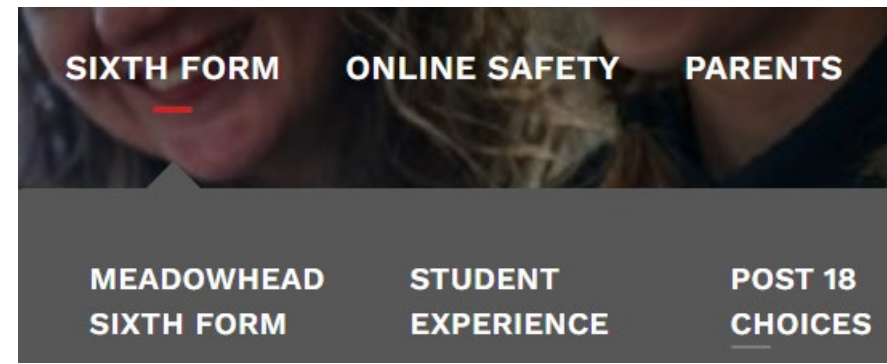 SIXTH FORM ONLINE SAFETY PARENTS
MEADOWHEAD
SIXTH FORM
STUDENT
EXPERIENCE
POST 18
CHOICES